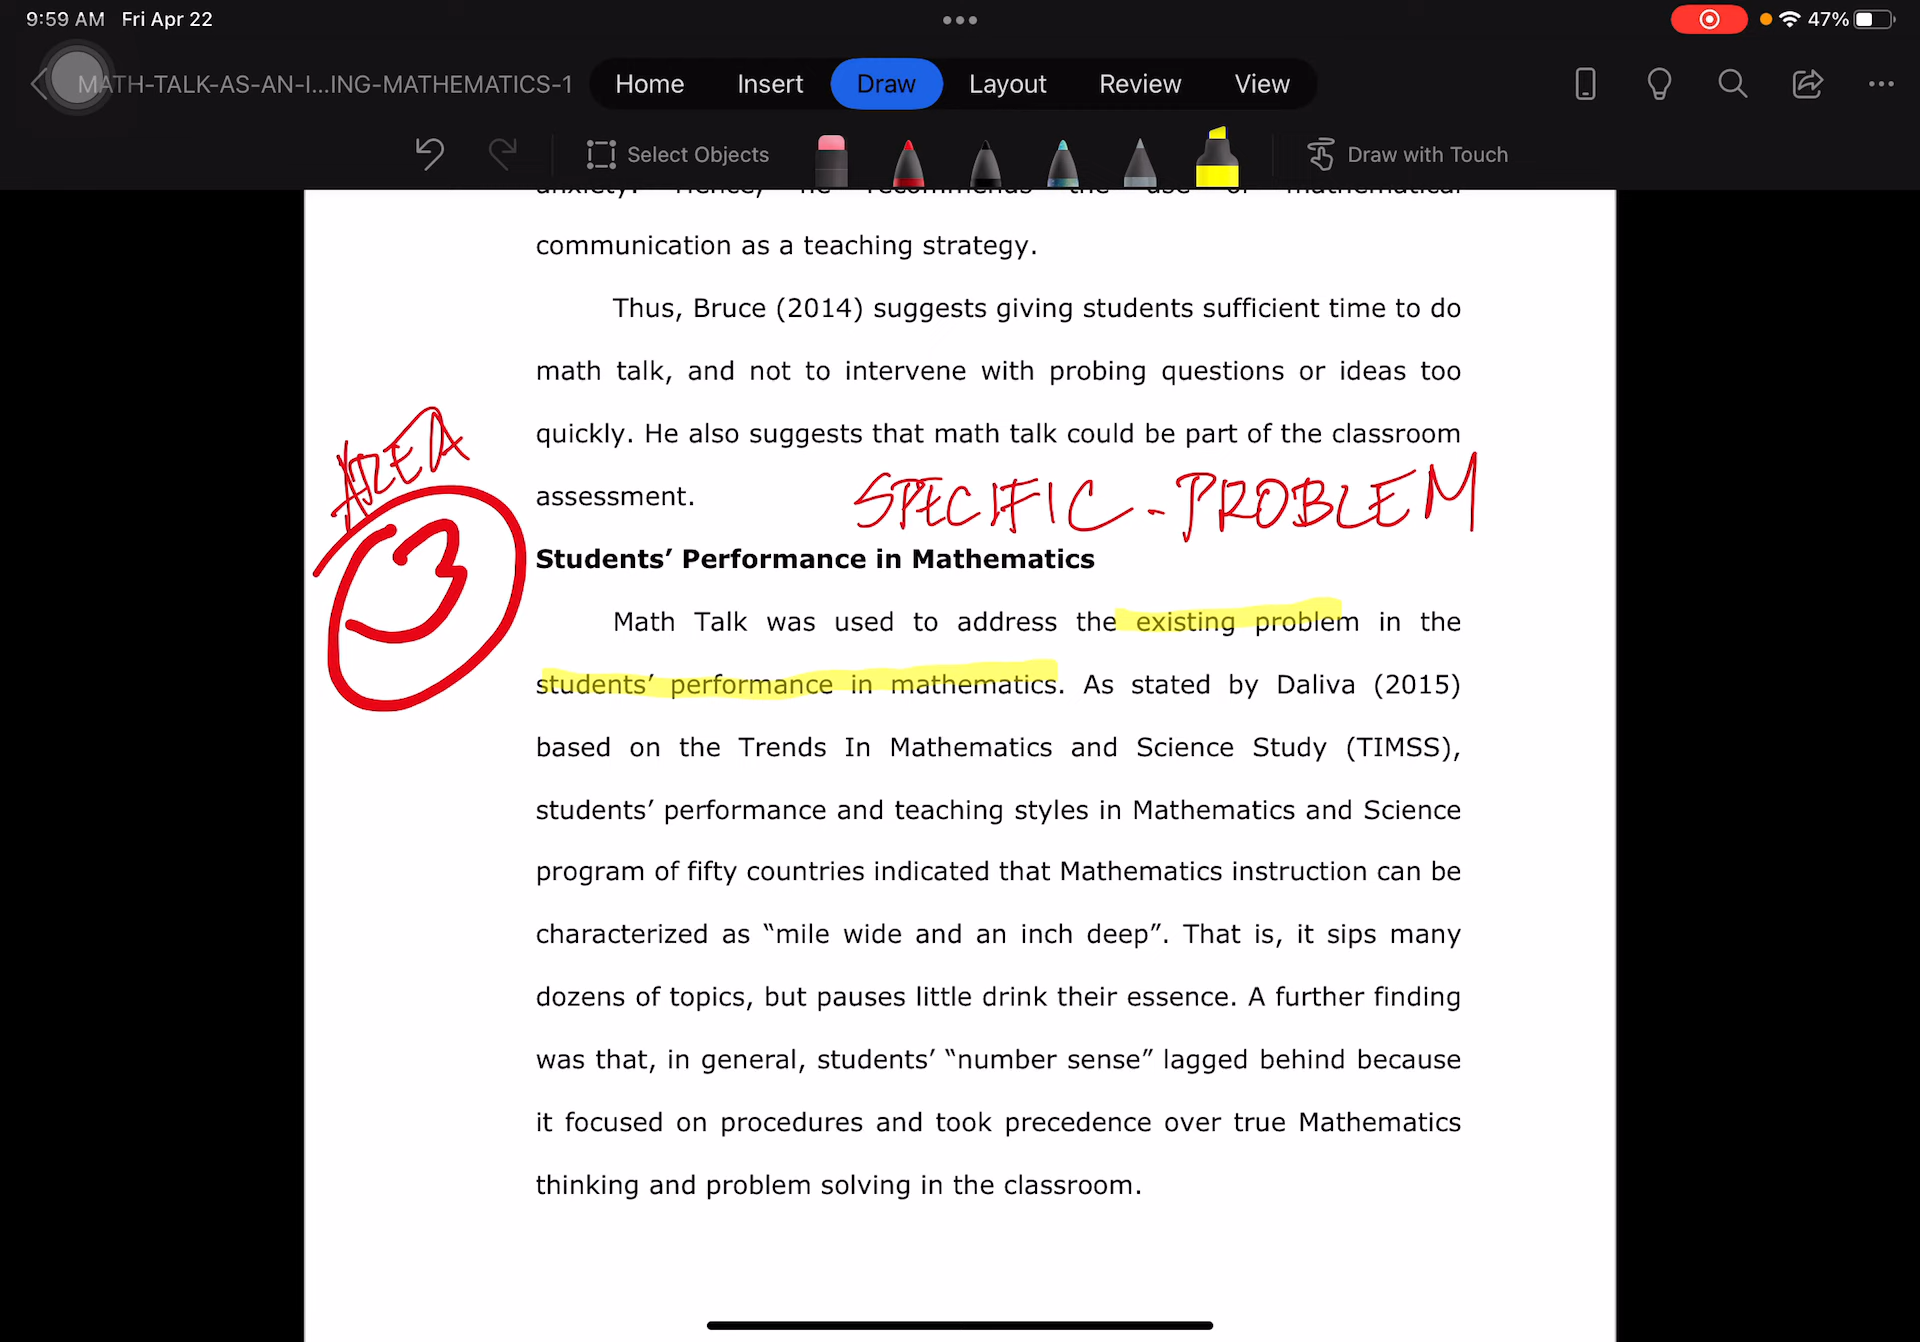 9:59 AM Fri Apr 22
47%
MATH-TALK-AS-AN-I...ING-MATHEMATICS-1
Home Insert Draw Layout Review View
Select Objects
Draw with Touch
anxiety. Hence, he recommends the use of mathematical
communication as a teaching strategy.
Thus, Bruce (2014) suggests giving students sufficient time to do
math talk, and not to intervene with probing questions or ideas too
quickly. He also suggests that math talk could be part of the classroom
assessment.
AREA
3
SPECIFIC - PROBLEM
Students’ Performance in Mathematics
Math Talk was used to address the existing problem in the
students’ performance in mathematics. As stated by Daliva (2015)
based on the Trends In Mathematics and Science Study (TIMSS),
students’ performance and teaching styles in Mathematics and Science
program of fifty countries indicated that Mathematics instruction can be
characterized as “mile wide and an inch deep”. That is, it sips many
dozens of topics, but pauses little drink their essence. A further finding
was that, in general, students’ “number sense” lagged behind because
it focused on procedures and took precedence over true Mathematics
thinking and problem solving in the classroom.